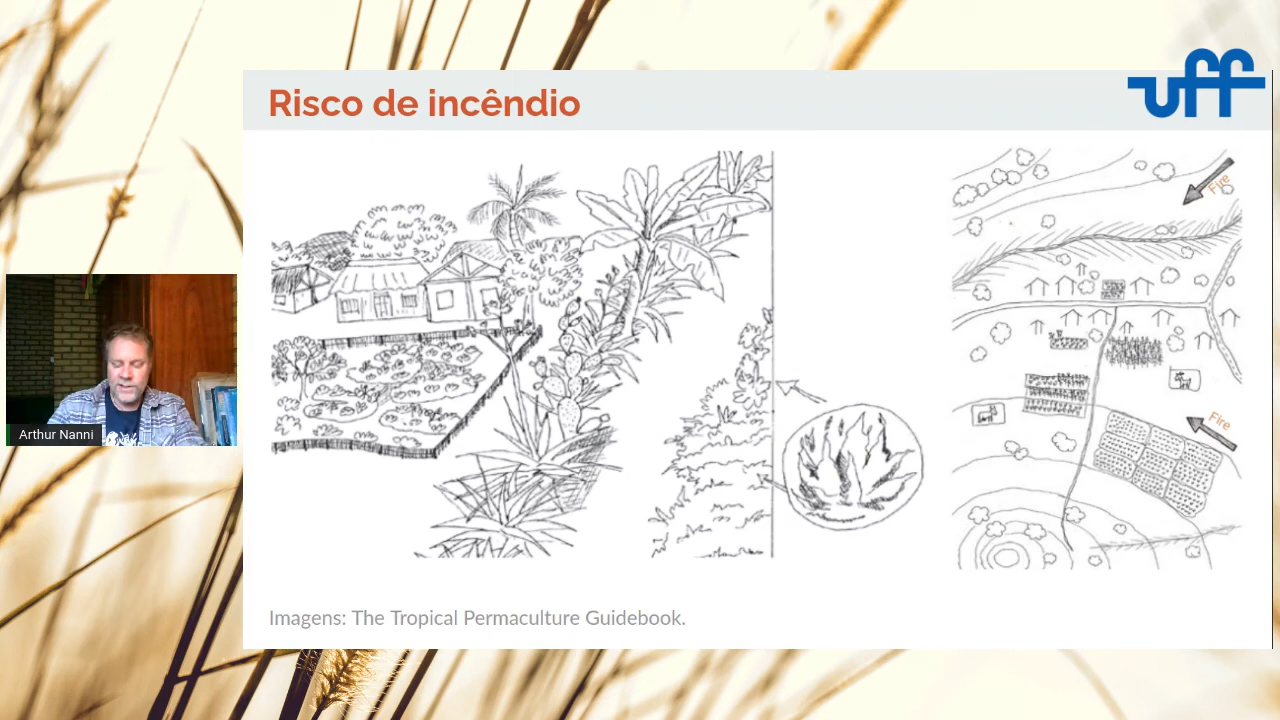 Risco de incêndio
uff
Fire
Fire
Arthur Nanni
Imagens: The Tropical Permaculture Guidebook.